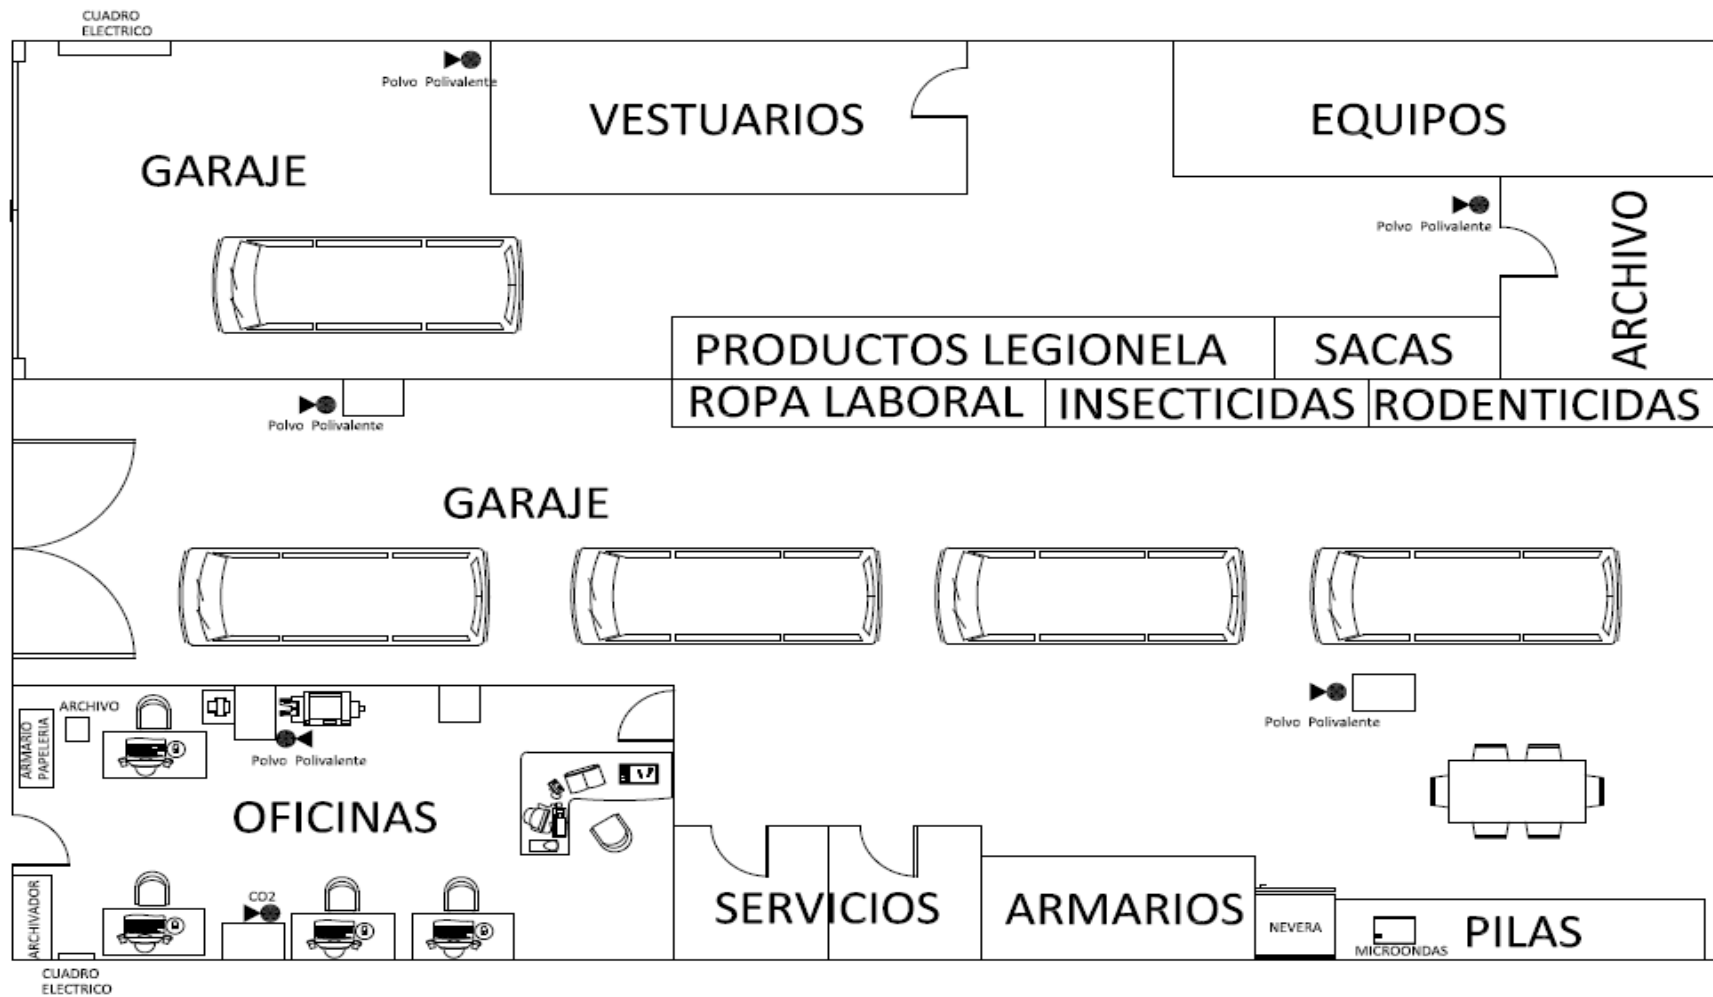 CUADRO
ELECTRICO
Polvo Polivalente
VESTUARIOS
EQUIPOS
GARAJE
Polvo Polivalente
ARCHIVO
PRODUCTOS LEGIONELA
SACAS
ROPA LABORAL
INSECTICIDAS
RODENTICIDAS
Polvo Polivalente
GARAJE
ARCHIVO
ARMARIO
PAPELERIA
Polvo Polivalente
Polvo Polivalente
OFICINAS
CO2
ARCHIVADOR
SERVICIOS
ARMARIOS
NEVERA
MICROONDAS
PILAS
CUADRO
ELECTRICO